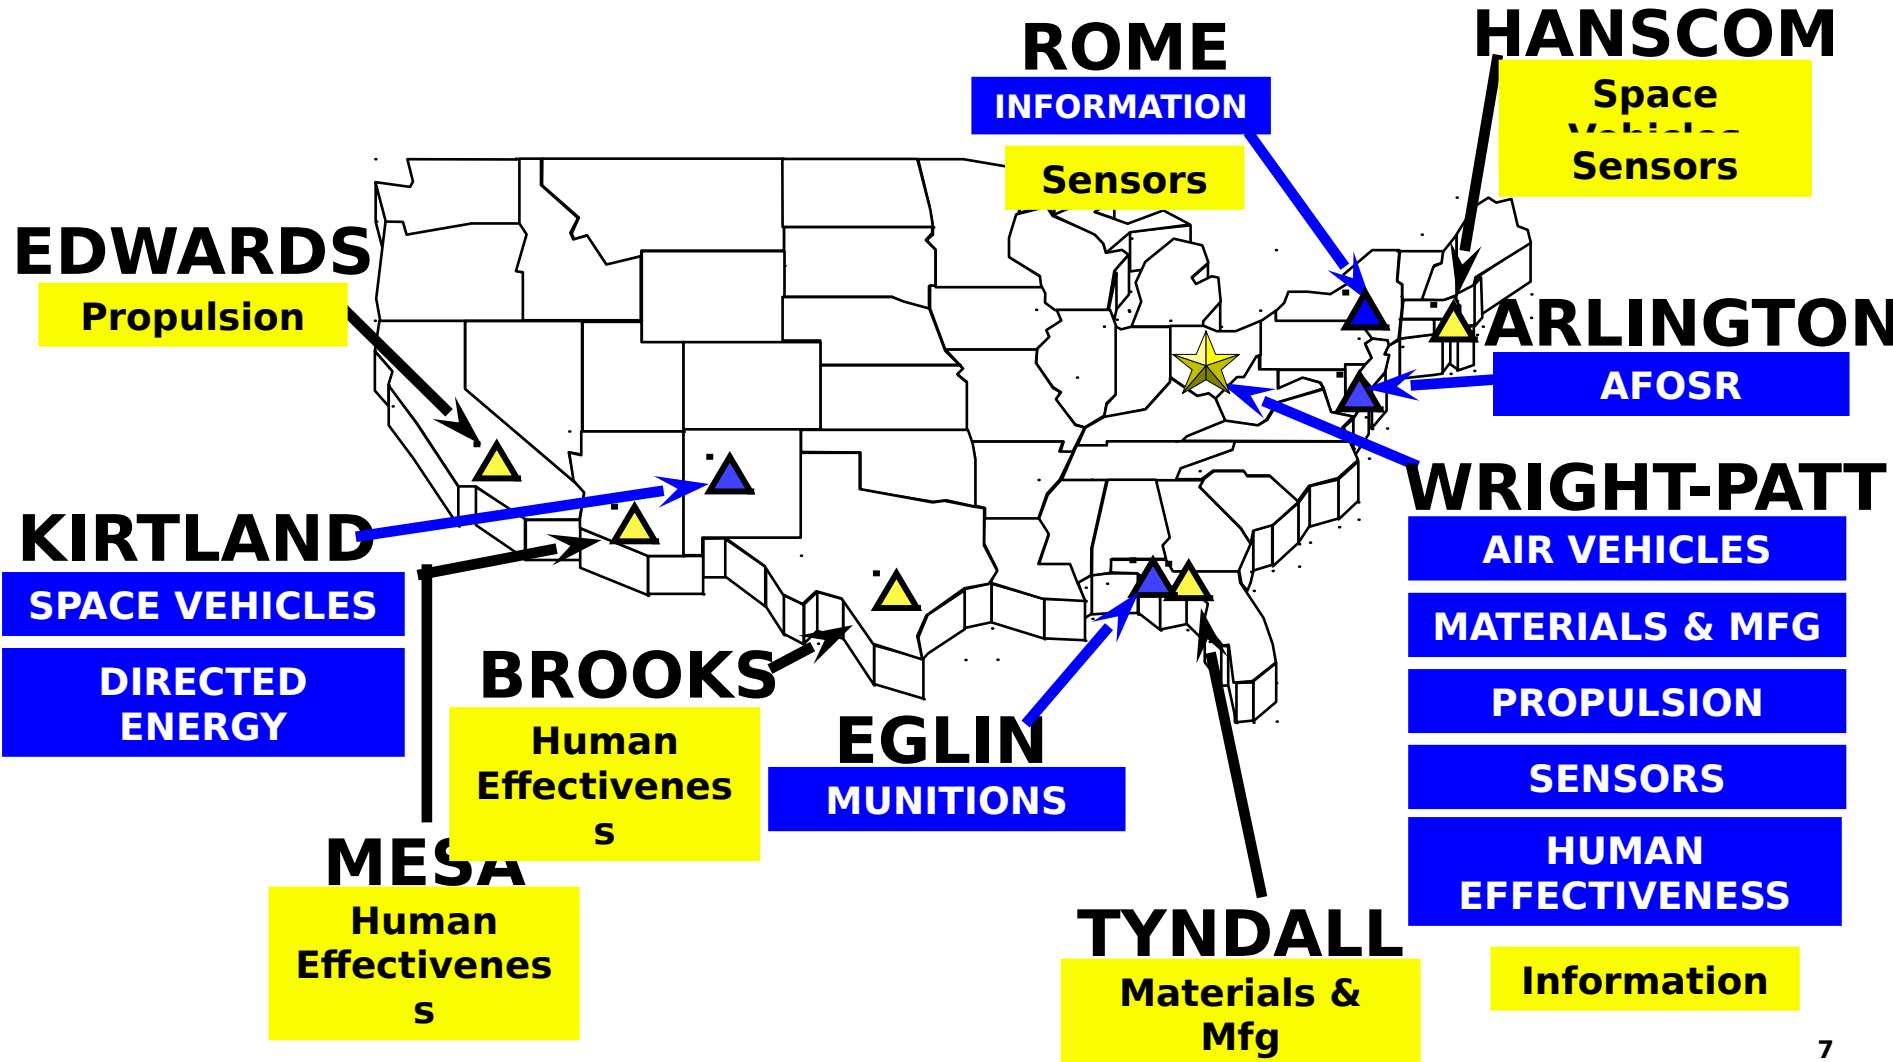 ROME
INFORMATION
Sensors
HANSCOM
Space
Vehicles
Sensors
EDWARDS
Propulsion
ARLINGTON
AFOSR
KIRTLAND
SPACE VEHICLES
DIRECTED
ENERGY
WRIGHT-PATT
AIR VEHICLES
MATERIALS & MFG
PROPULSION
SENSORS
HUMAN
EFFECTIVENESS
Information
BROOKS
Human
Effectivenes
s
EGLIN
MUNITIONS
MESA
Human
Effectivenes
s
TYNDALL
Materials &
Mfg
7